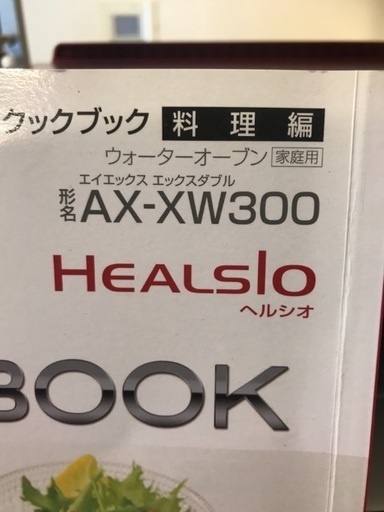 クックブック 料理編
ウォーターオーブン 家庭用
エイエックス エックスダブル
形名 AX-XW300
HEALSIO
ヘルシオ
BOOK